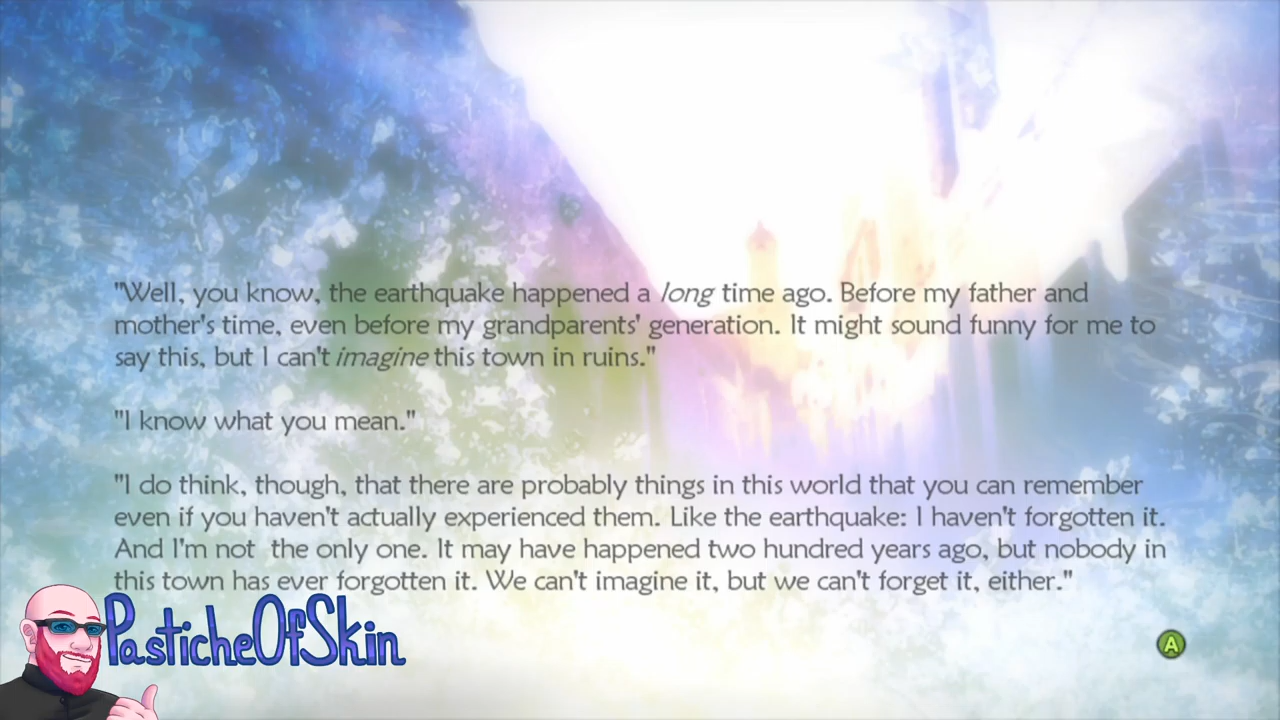 "Well, you know, the earthquake happened a long time ago. Before my father and
mother's time, even before my grandparents' generation. It might sound funny for me to
say this, but I can't imagine this town in ruins."
"I know what you mean."
"I do think, though, that there are probably things in this world that you can remember
even if you haven't actually experienced them. Like the earthquake: I haven't forgotten it.
And I'm not  the only one. It may have happened two hundred years ago, but nobody in
this town has ever forgotten it. We can't imagine it, but we can't forget it, either."
PasticheOfSkin
A